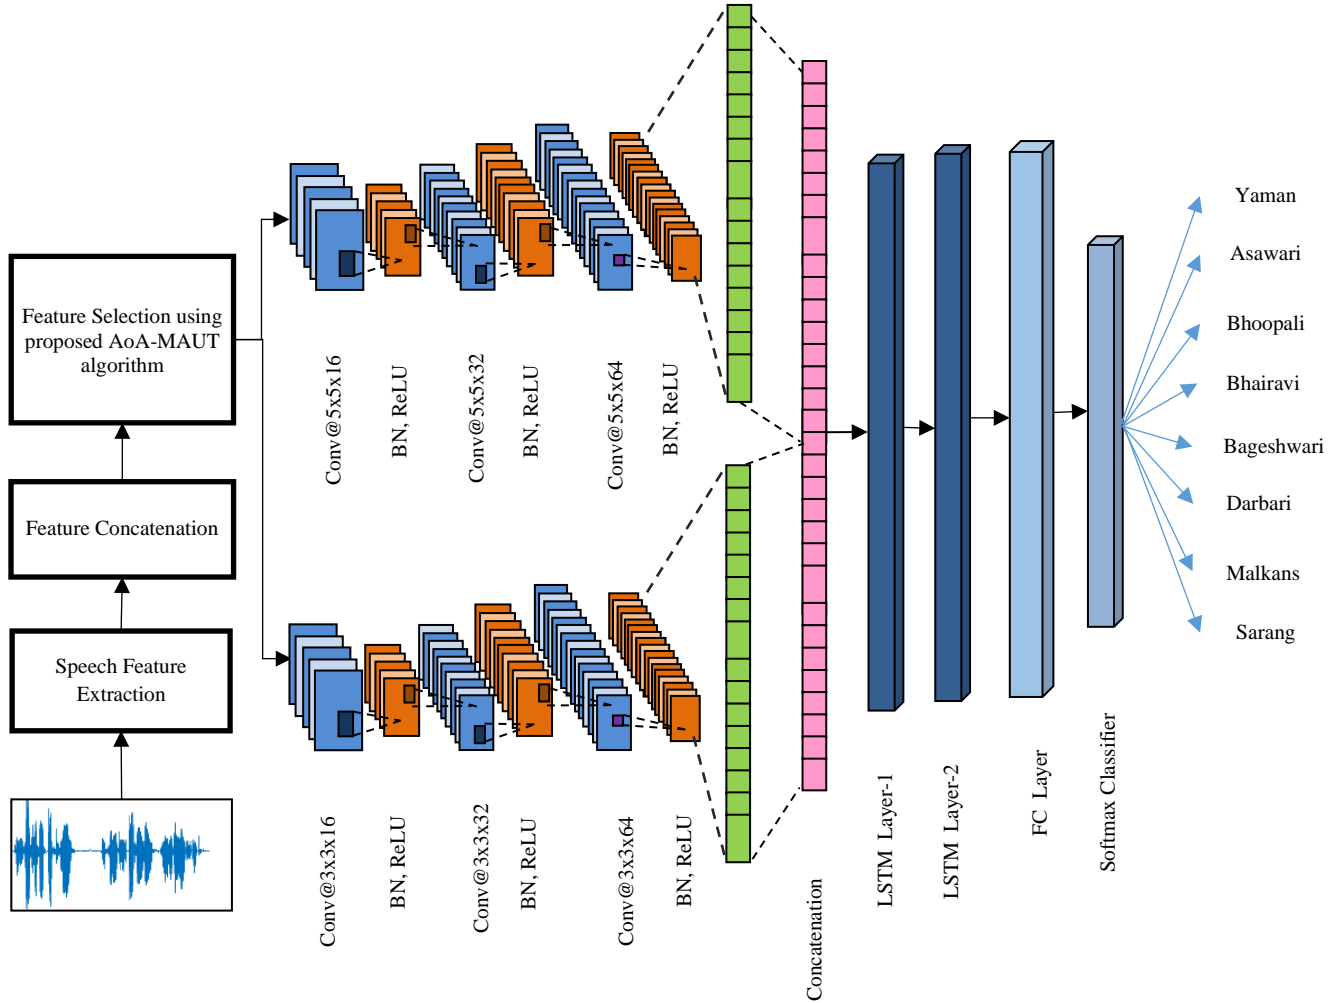 Feature Selection using
proposed AoA-MAUT
algorithm
Feature Concatenation
Speech Feature
Extraction
Conv@5x5x16
BN, ReLU
Conv@5x5x32
BN, ReLU
Conv@5x5x64
BN, ReLU
Conv@3x3x16
BN, ReLU
Conv@3x3x32
BN, ReLU
Conv@3x3x64
BN, ReLU
Concatenation
LSTM Layer-1
LSTM Layer-2
FC Layer
Softmax Classifier
Yaman
Asawari
Bhoopali
Bhairavi
Bageshwari
Darbari
Malkans
Sarang